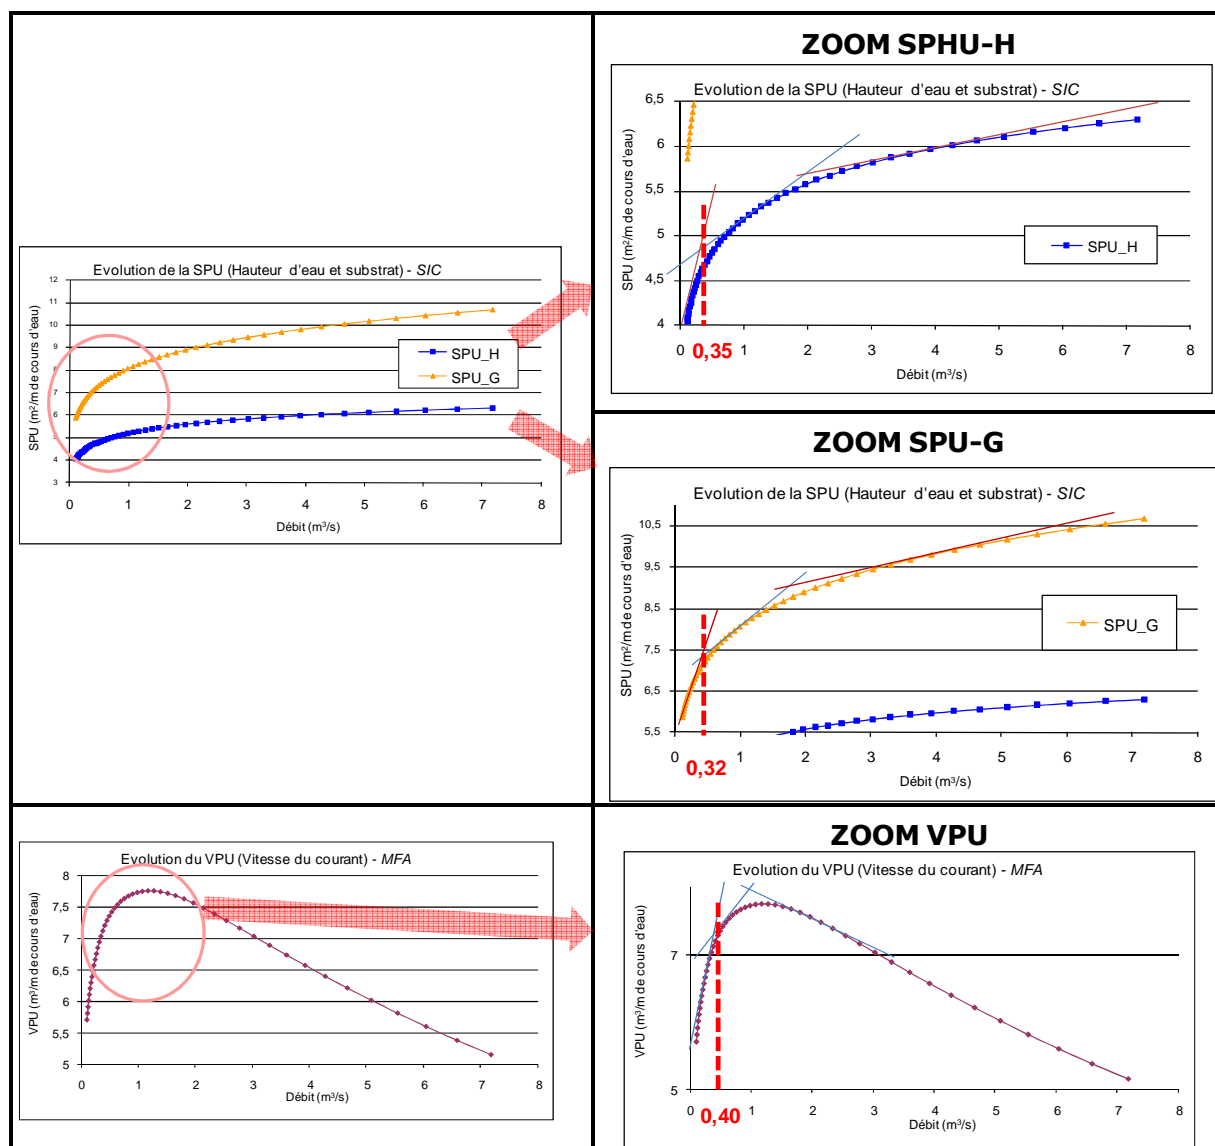 ZOOM SPHU-H
Evolution de la SPU (Hauteur d'eau et substrat) - SIC
SPU (m²/m de cours d'eau)
6,5
6
5,5
5
4,5
4
0 1 2 3 4 5 6 7 8
0,35
Débit (m³/s)
SPU_H
Evolution de la SPU (Hauteur d'eau et substrat) - SIC
SPU (m²/m de cours d'eau)
12
11
10
9
8
7
6
5
4
3
0 1 2 3 4 5 6 7 8
Débit (m³/s)
SPU_H
SPU_G
ZOOM SPU-G
Evolution de la SPU (Hauteur d'eau et substrat) - SIC
SPU (m²/m de cours d'eau)
10,5
9,5
8,5
7,5
6,5
5,5
0 1 2 3 4 5 6 7 8
0,32
Débit (m³/s)
SPU_G
Evolution du VPU (Vitesse du courant) - MFA
VPU (m³/m de cours d'eau)
8
7,5
7
6,5
6
5,5
5
0 1 2 3 4 5 6 7 8
Débit (m³/s)
ZOOM VPU
Evolution du VPU (Vitesse du courant) - MFA
VPU (m³/m de cours d'eau)
7
5
0 1 2 3 4 5 6 7 8
0,40
Débit (m³/s)